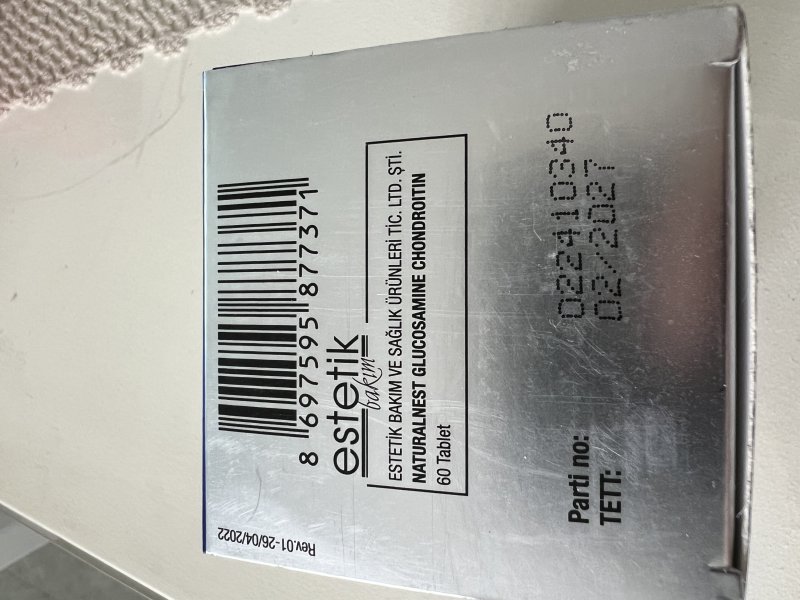 8 697595 877371
estetik
bakım
ESTETİK BAKIM VE SAĞLIK ÜRÜNLERİ TİC. LTD. ŞTİ.
NATURALNEST GLUCOSAMINE CHONDROITIN
60 Tablet
Parti no: 022410340
TETT: 02/2027
Rev.01-26/04/2022